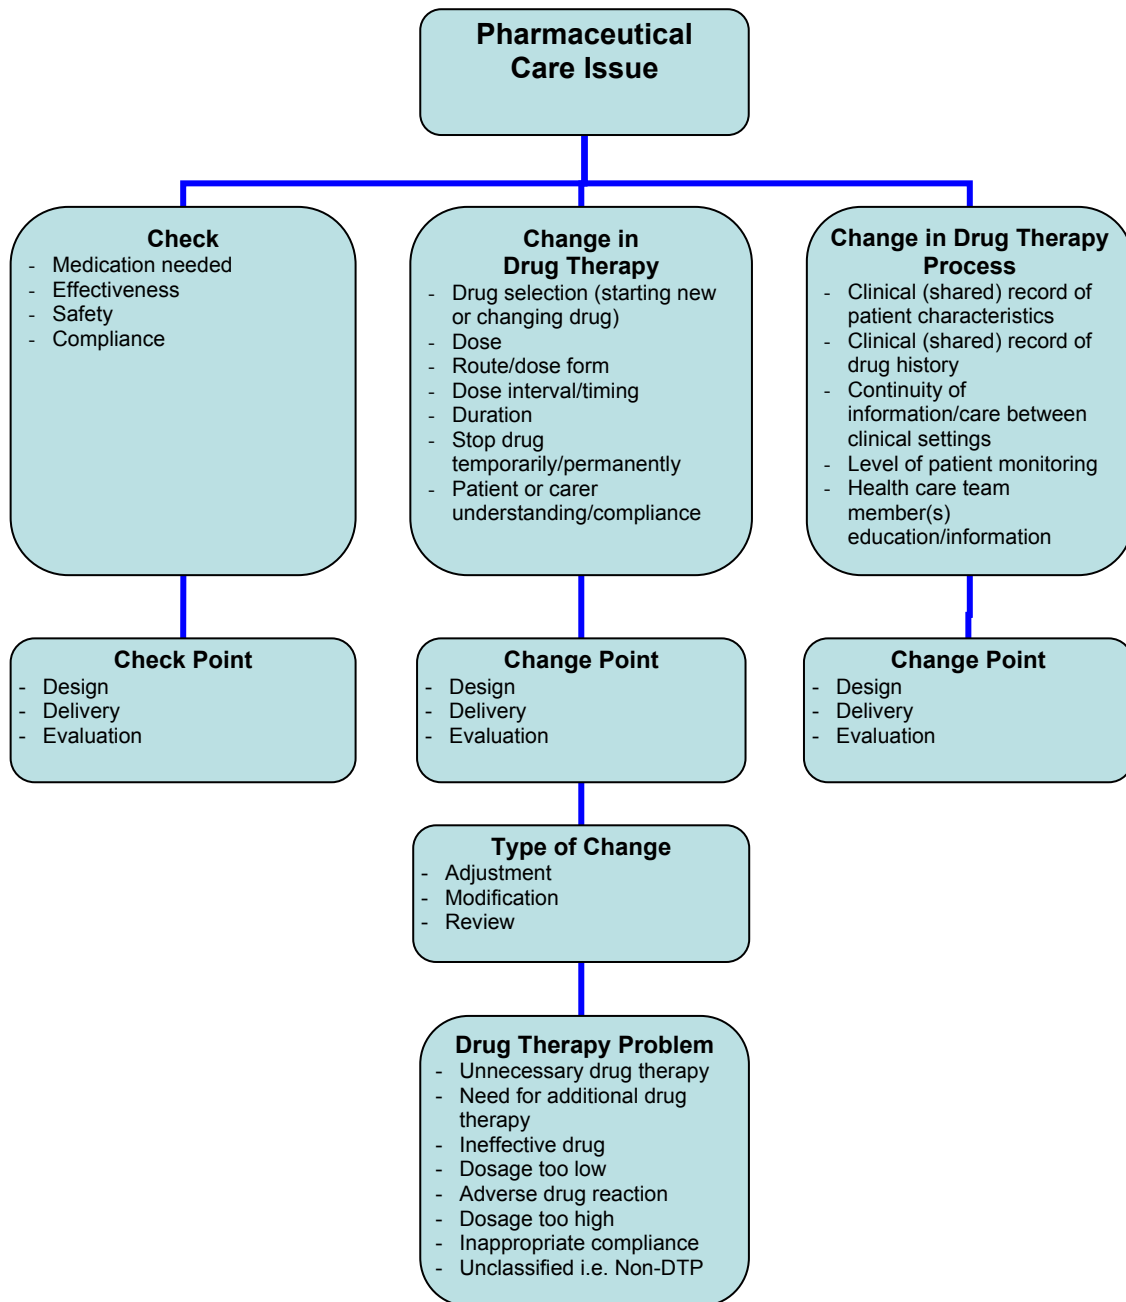 Pharmaceutical
Care Issue
Check
- Medication needed
- Effectiveness
- Safety
- Compliance
Change in
Drug Therapy
- Drug selection (starting new
or changing drug)
- Dose
- Route/dose form
- Dose interval/timing
- Duration
- Stop drug
temporarily/permanently
- Patient or carer
understanding/compliance
Change in Drug Therapy
Process
- Clinical (shared) record of
patient characteristics
- Clinical (shared) record of
drug history
- Continuity of
information/care between
clinical settings
- Level of patient monitoring
- Health care team
member(s)
education/information
Check Point
- Design
- Delivery
- Evaluation
Change Point
- Design
- Delivery
- Evaluation
Change Point
- Design
- Delivery
- Evaluation
Type of Change
- Adjustment
- Modification
- Review
Drug Therapy Problem
- Unnecessary drug therapy
- Need for additional drug
therapy
- Ineffective drug
- Dosage too low
- Adverse drug reaction
- Dosage too high
- Inappropriate compliance
- Unclassified i.e. Non-DTP